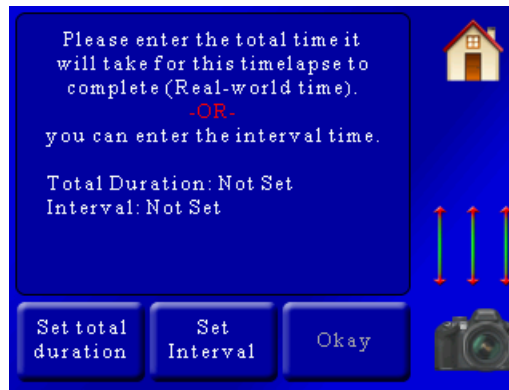 Please enter the total time it
will take for this timelapse to
complete (Real-world time).
-OR-
you can enter the interval time.
Total Duration: Not Set
Interval: Not Set
Set total
duration
Set
Interval
Okay